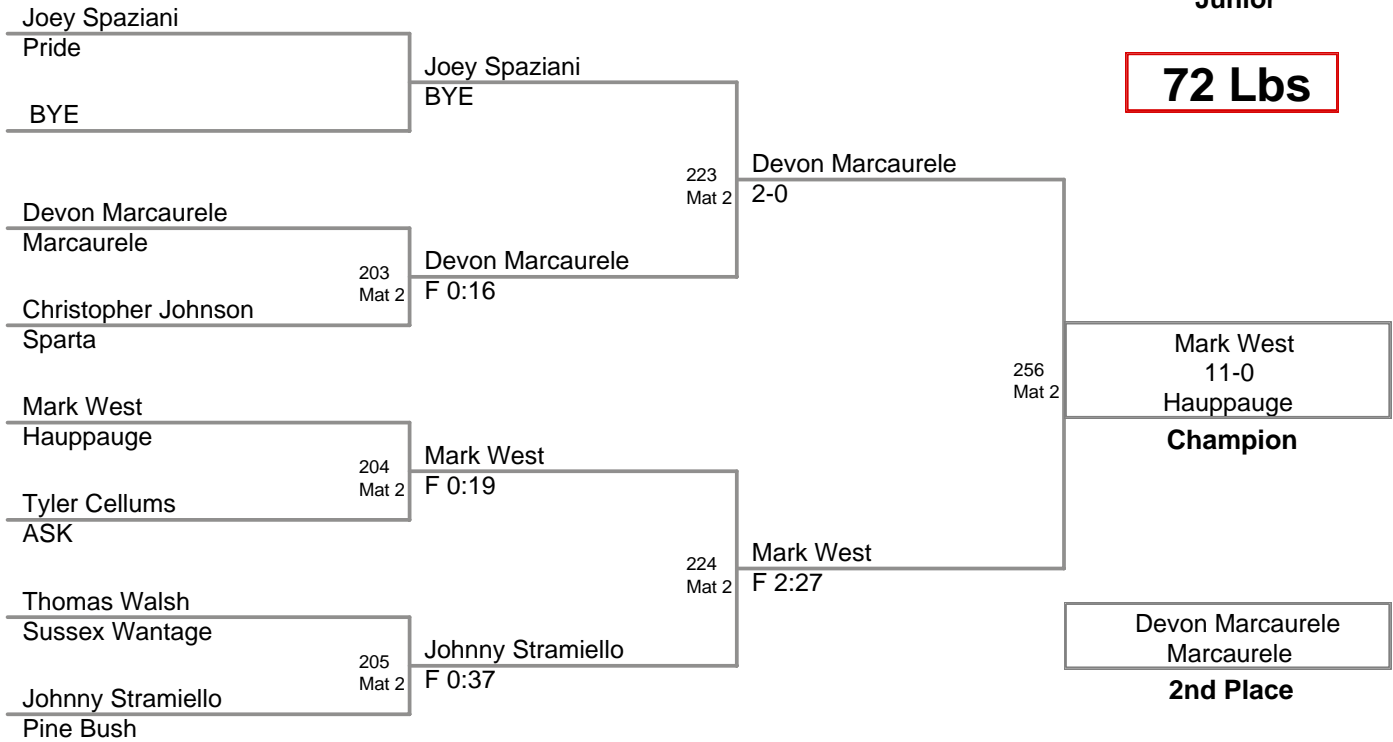 Junior
72 Lbs
Joey Spaziani
Pride
BYE
Devon Marcaurele
Marcaurele
203
Mat 2
Christopher Johnson
Sparta
Mark West
Hauppauge
204
Mat 2
Tyler Cellums
ASK
Thomas Walsh
Sussex Wantage
205
Mat 2
Johnny Stramiello
Pine Bush
Joey Spaziani
BYE
223
Mat 2
Devon Marcaurele
F 0:16
Mark West
F 0:19
224
Mat 2
Johnny Stramiello
F 0:37
Devon Marcaurele
2-0
256
Mat 2
Mark West
F 2:27
Mark West
11-0
Hauppauge
Champion
Devon Marcaurele
Marcaurele
2nd Place